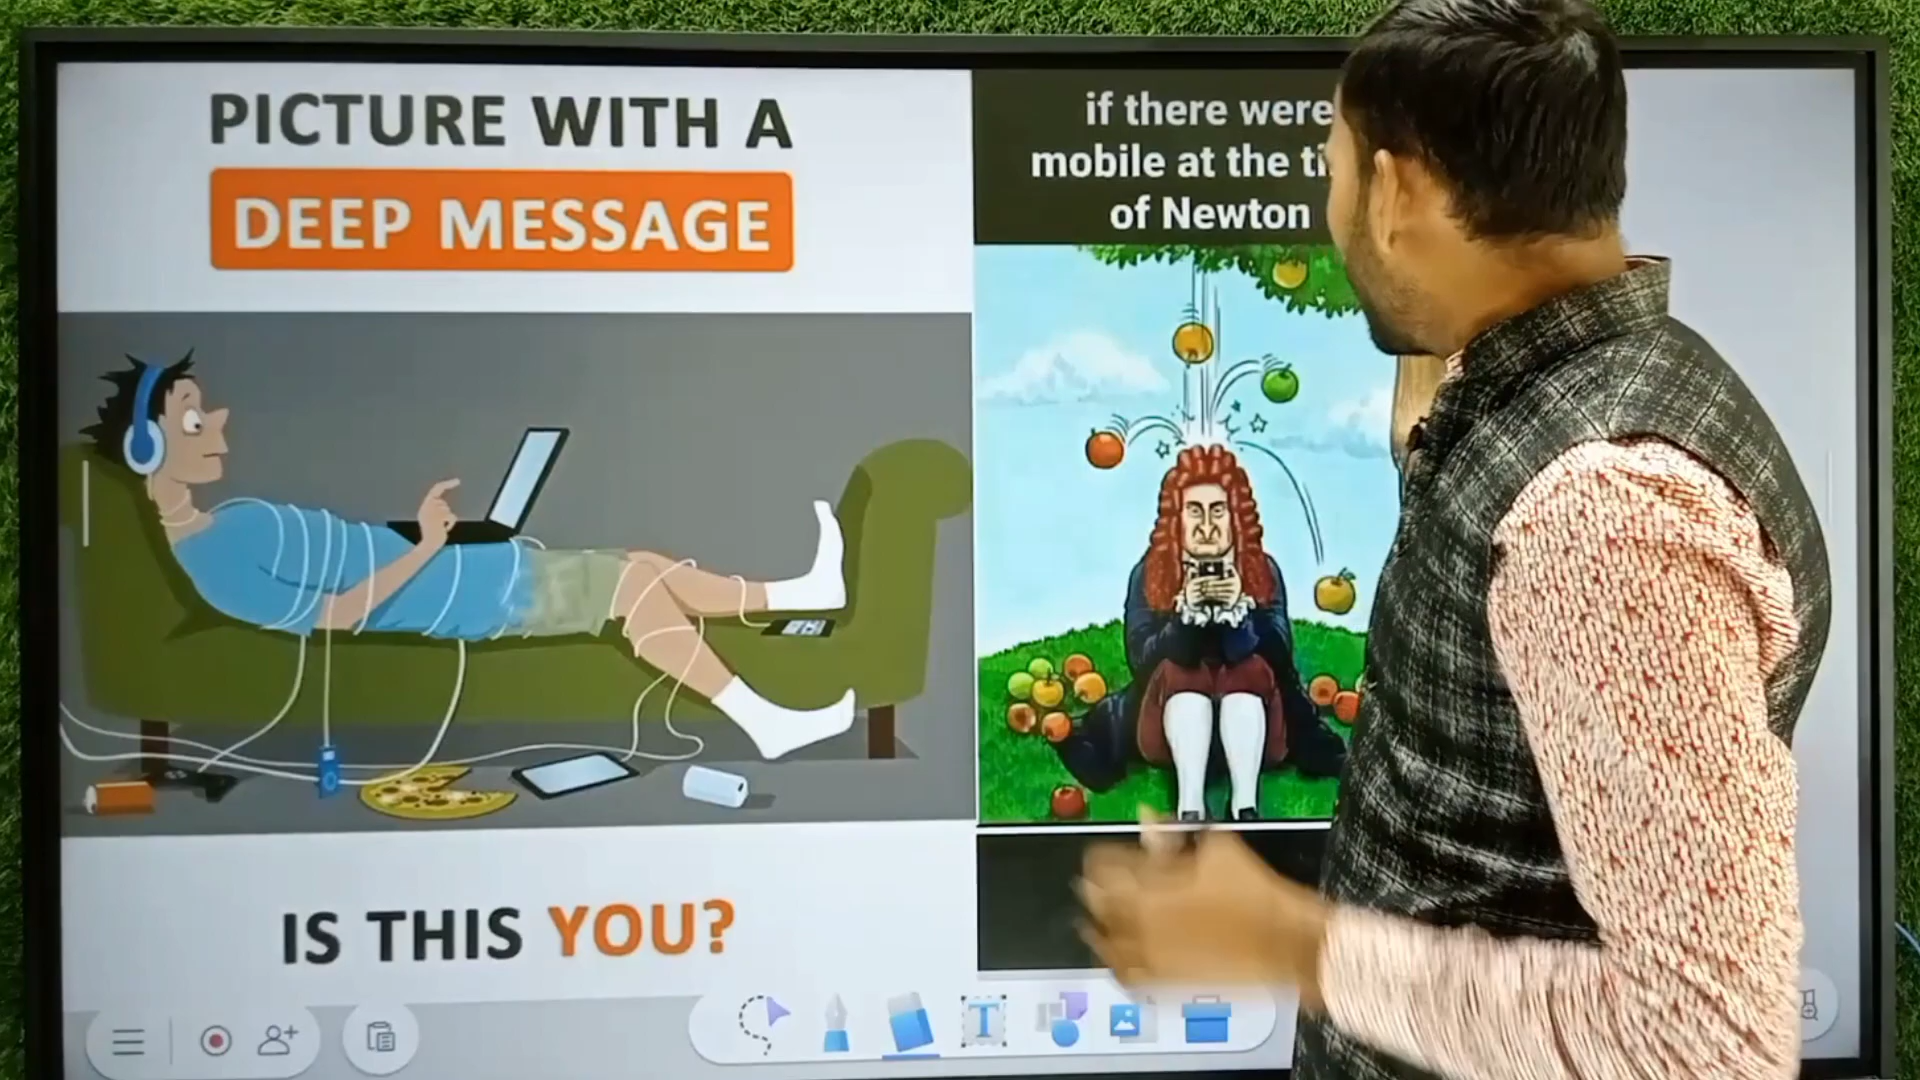 PICTURE WITH A
DEEP MESSAGE
IS THIS YOU?
if there were
mobile at the
of Newton
T